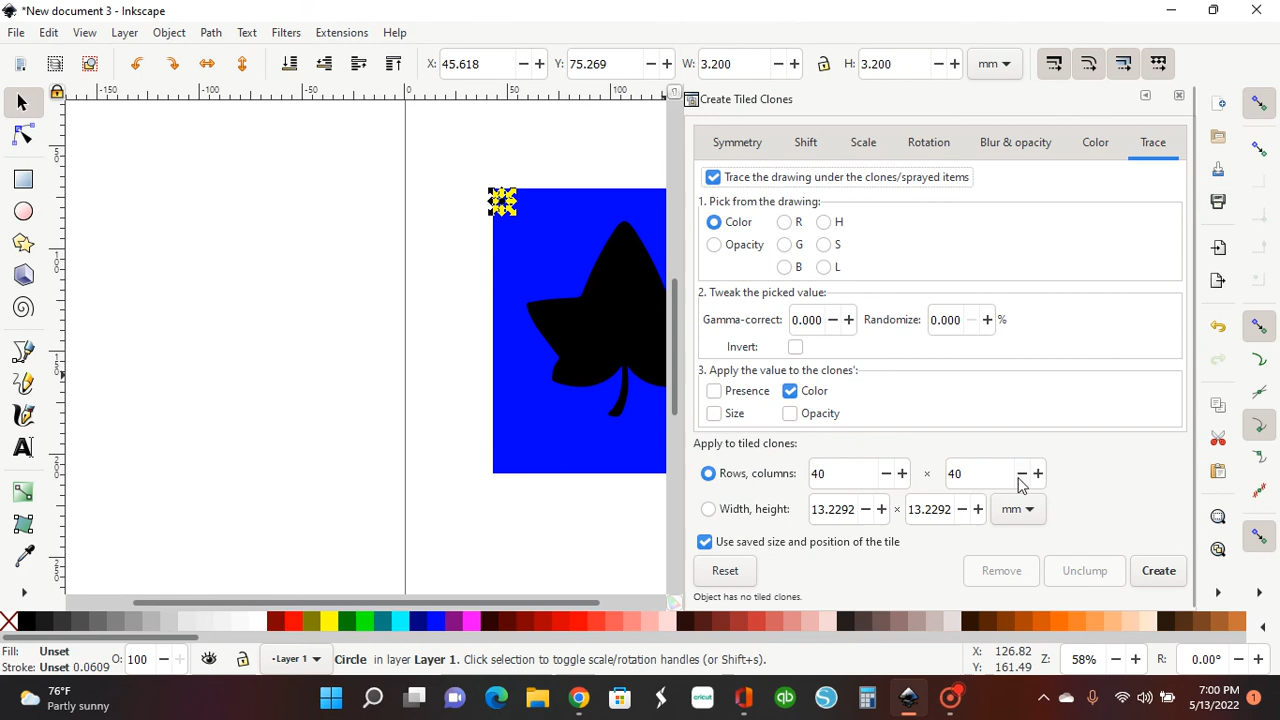 *New document 3 - Inkscape
File Edit View Layer Object Path Text Filters Extensions Help
X: 45.618 Y: 75.269 W: 3.200 H: 3.200 mm
-150 -100 -50 0 50 100
Create Tiled Clones
Symmetry Shift Scale Rotation Blur & opacity Color Trace
Trace the drawing under the clones/sprayed items
1. Pick from the drawing:
Color R H
Opacity G S
B L
2. Tweak the picked value:
Gamma-correct: 0.000 Randomize: 0.000 %
Invert:
3. Apply the value to the clones':
Presence Color
Size Opacity
Apply to tiled clones:
Rows, columns: 40 × 40
Width, height: 13.2292 × 13.2292 mm
Use saved size and position of the tile
Reset Remove Unclump Create
Object has no tiled clones.
Fill: Unset
Stroke: Unset 0.0609 O: 100 Layer 1 Circle in layer Layer 1. Click selection to toggle scale/rotation handles (or Shift+s). X: 126.82 Y: 161.49 Z: 58% R: 0.00°
76°F
Partly sunny
cricut
qb
7:00 PM
5/13/2022
1